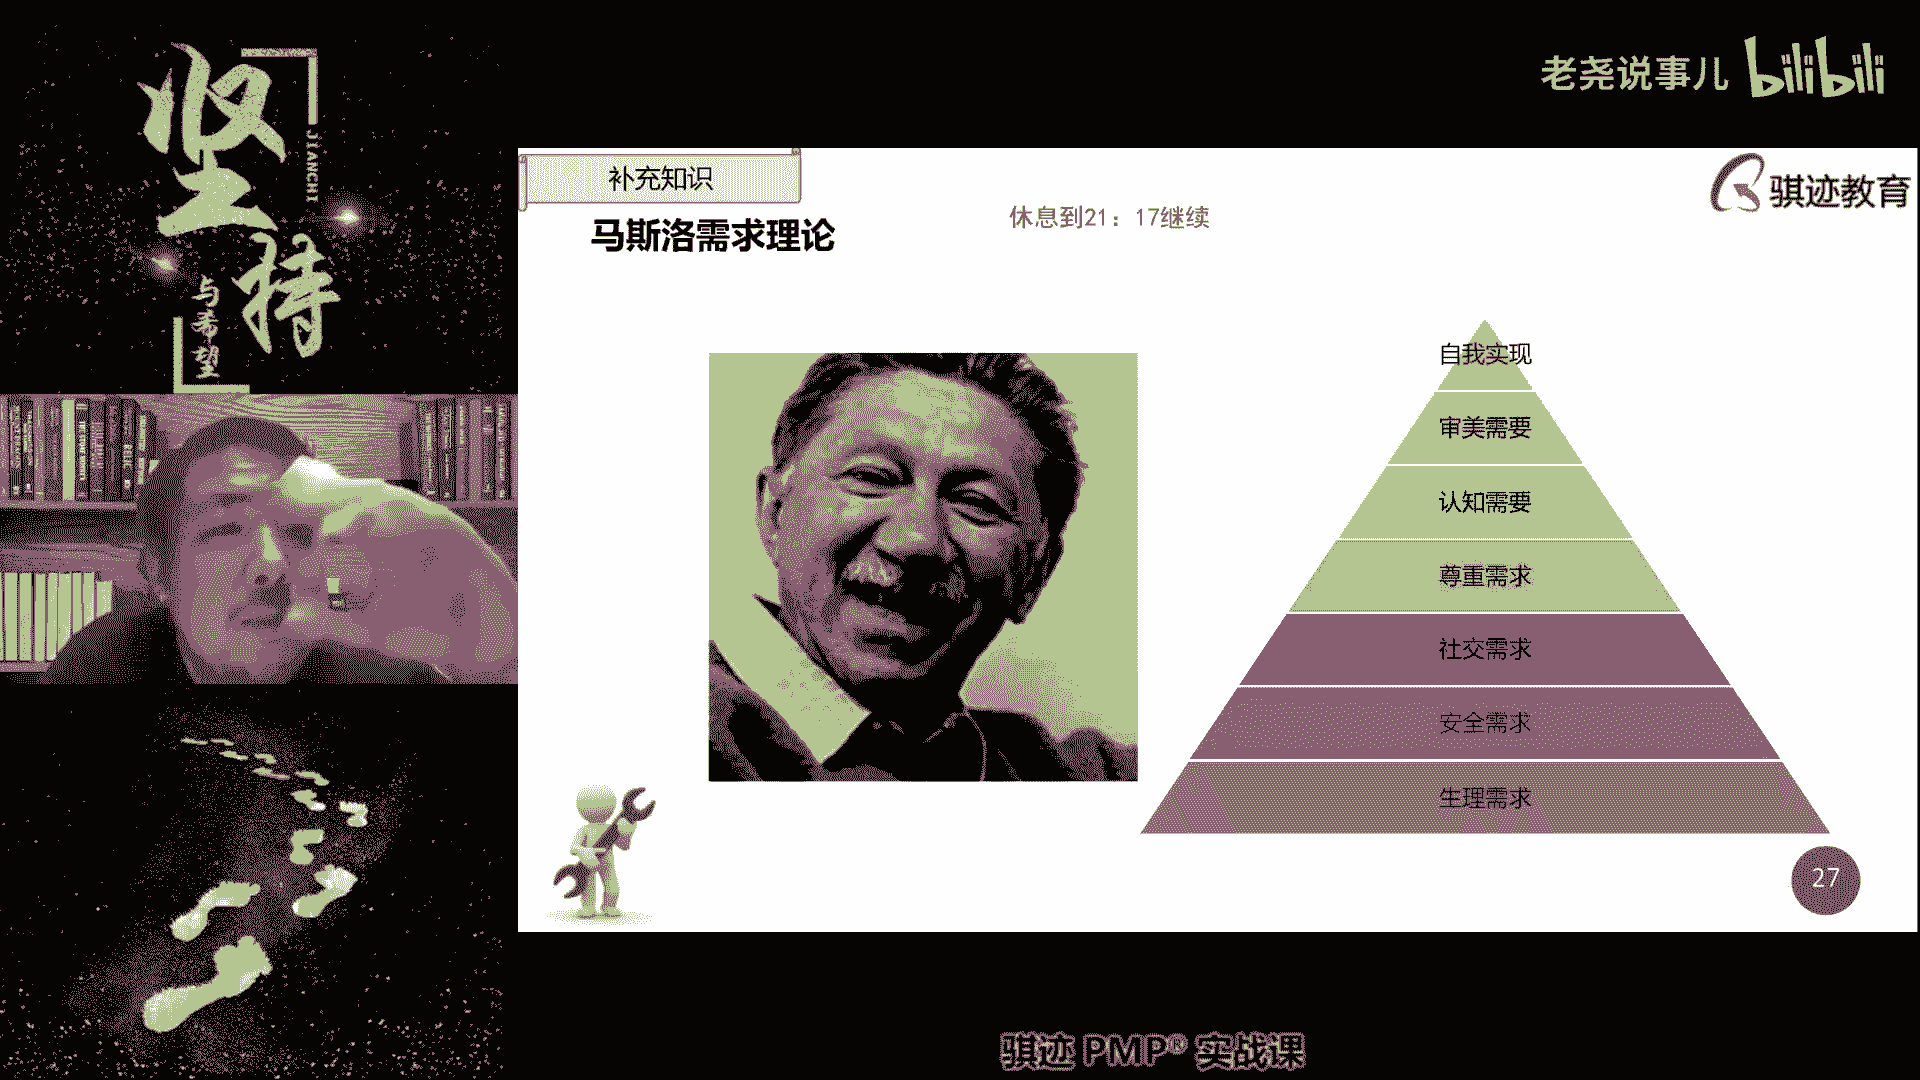 坚持
JIANCHI
与希望
老尧说事儿 bilibili
补充知识
骐迹教育
马斯洛需求理论
休息到21：17继续
自我实现
审美需要
认知需要
尊重需求
社交需求
安全需求
生理需求
27
骐迹 PMP® 实战课